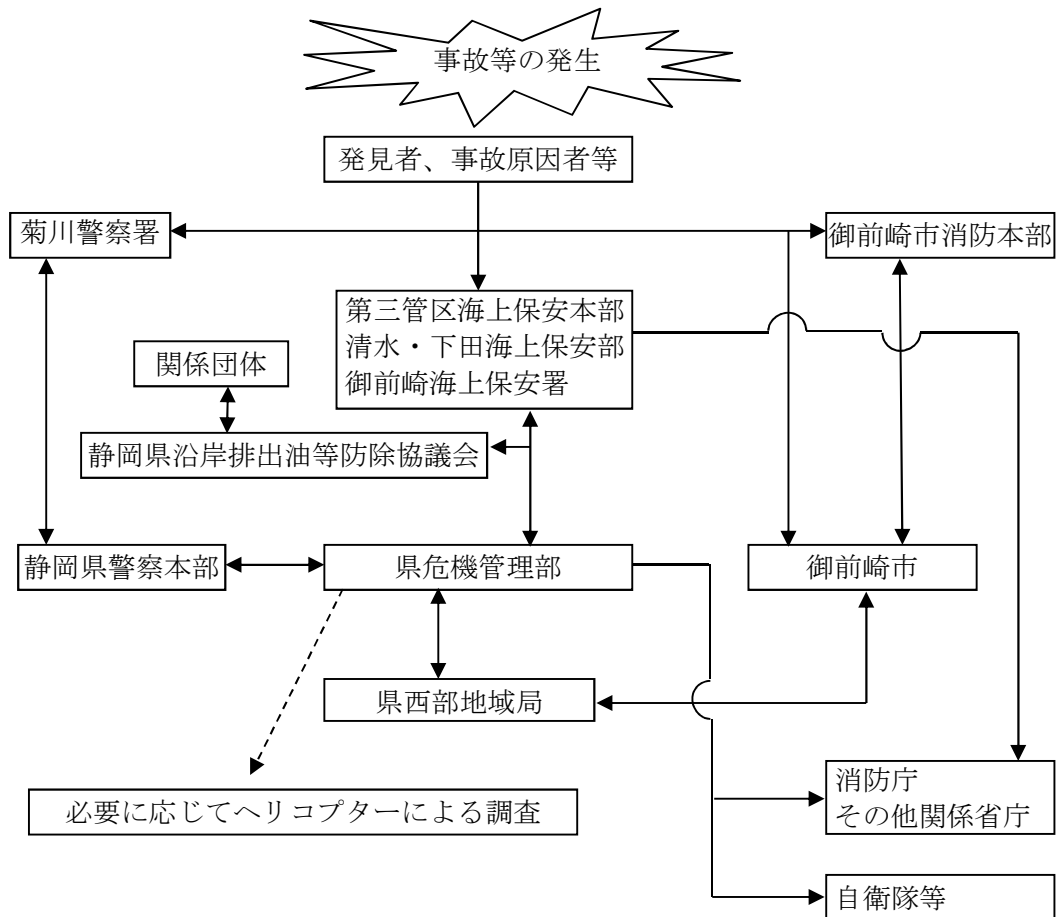 事故等の発生
発見者、事故原因者等
菊川警察署
御前崎市消防本部
第三管区海上保安本部
清水・下田海上保安部
御前崎海上保安署
関係団体
静岡県沿岸排出油等防除協議会
静岡県警察本部
県危機管理部
御前崎市
県西部地域局
消防庁
その他関係省庁
必要に応じてヘリコプターによる調査
自衛隊等